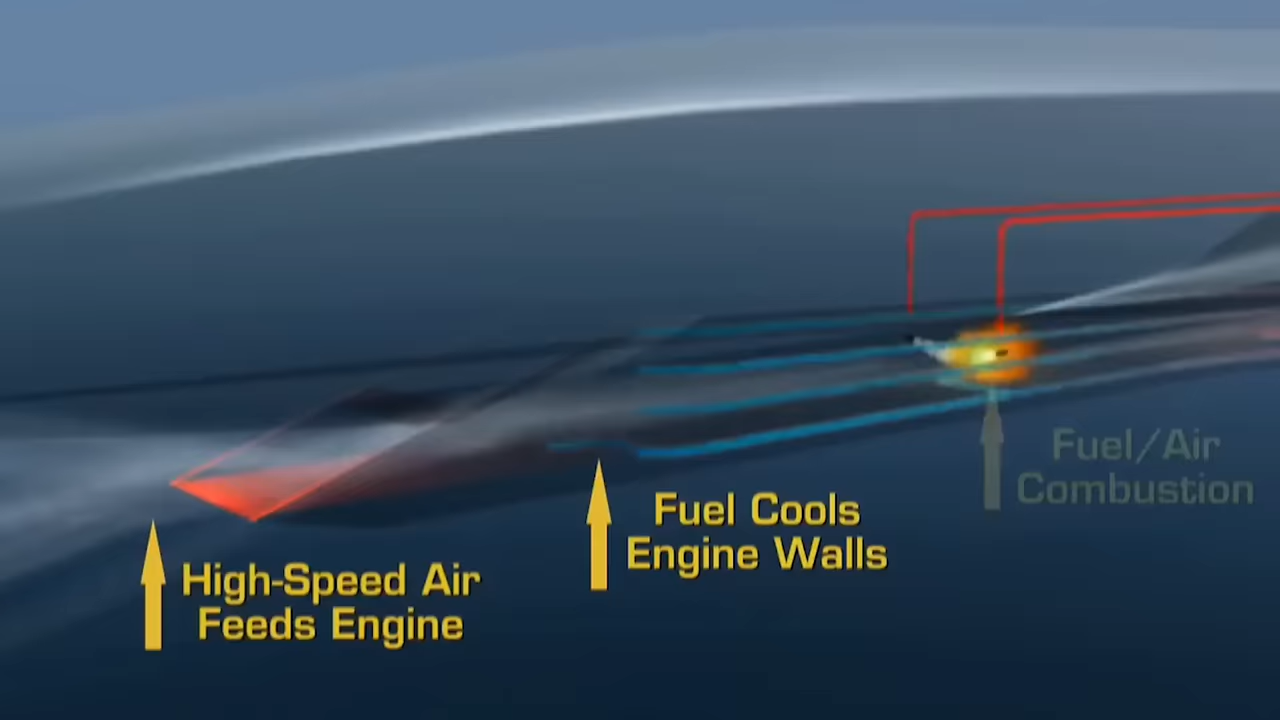 High-Speed Air
Feeds Engine
Fuel Cools
Engine Walls
Fuel/Air
Combustion